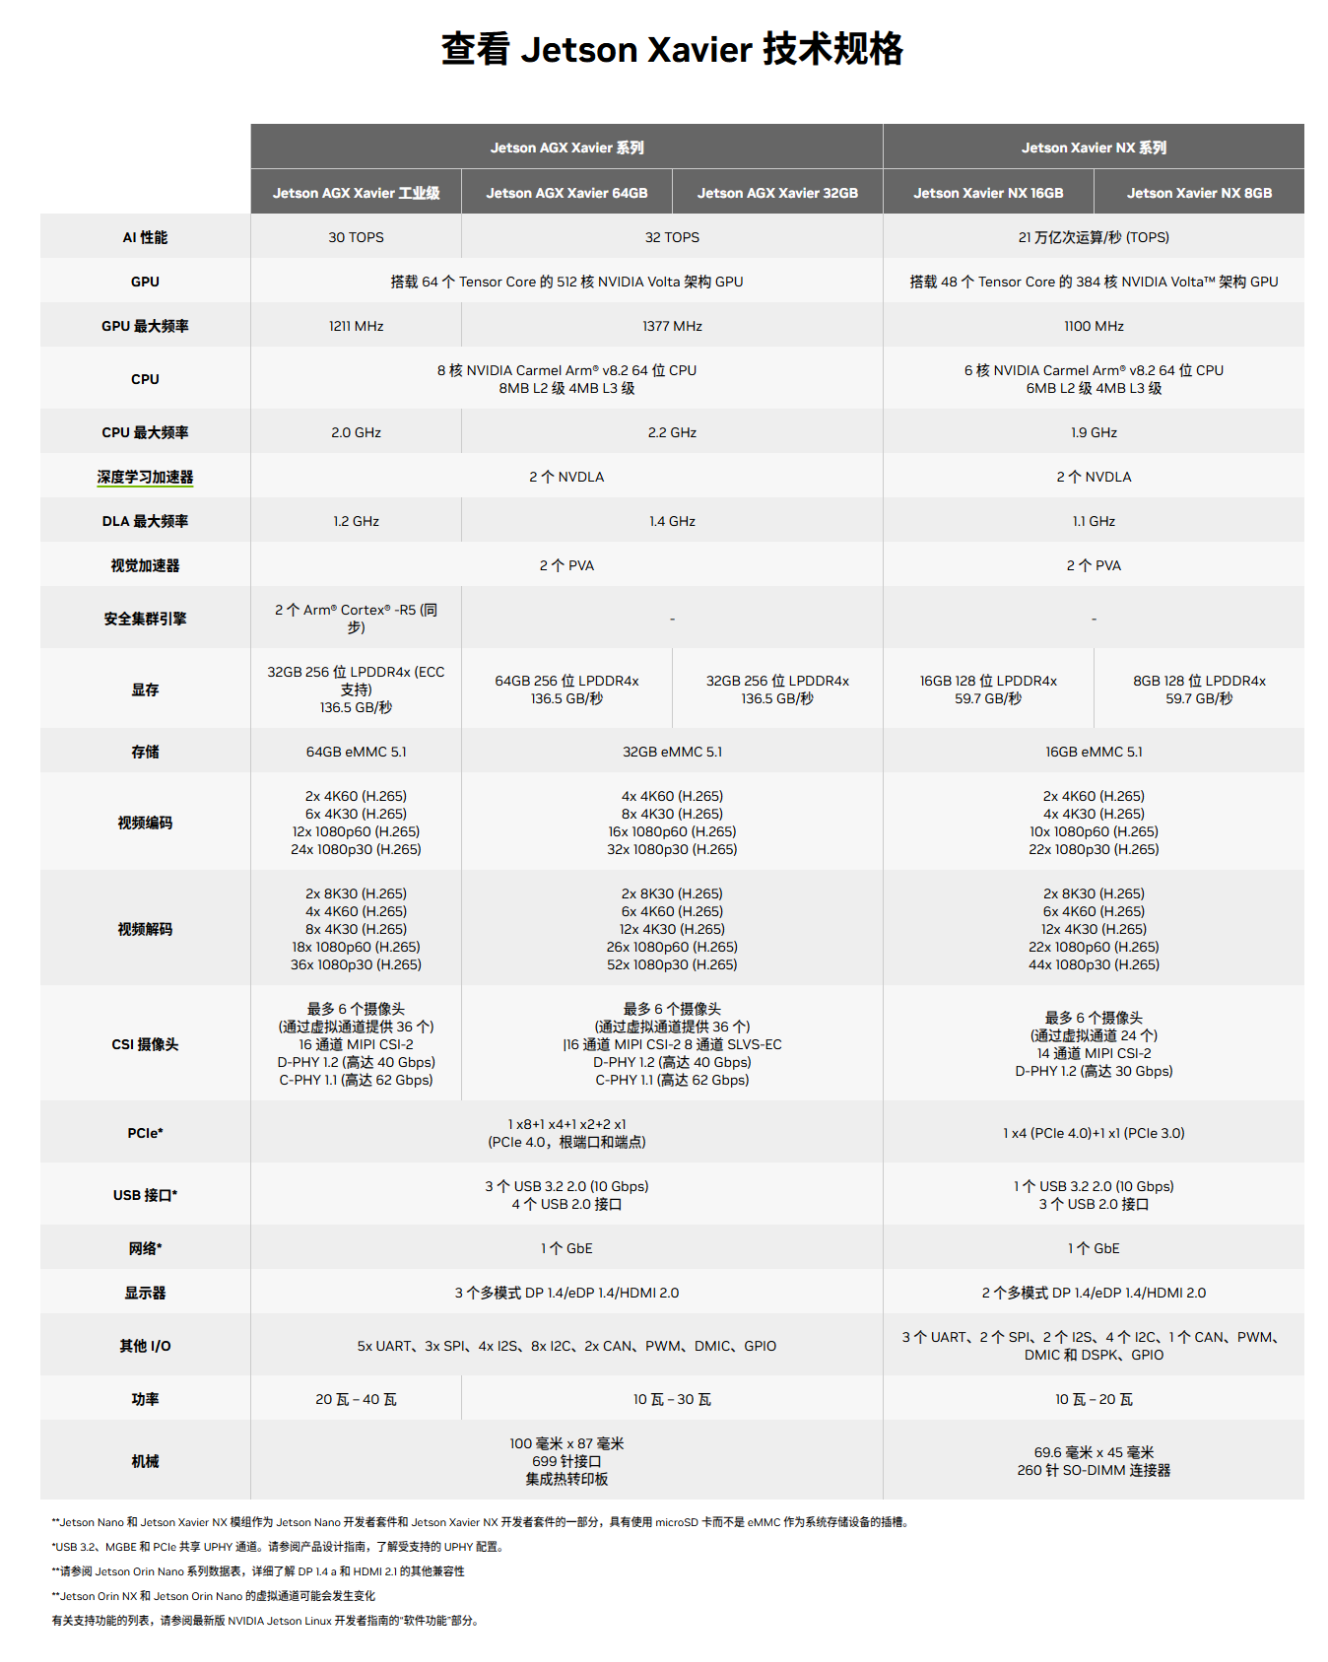 查看 Jetson Xavier 技术规格
Jetson AGX Xavier 系列
Jetson Xavier NX 系列
Jetson AGX Xavier 工业级
Jetson AGX Xavier 64GB
Jetson AGX Xavier 32GB
Jetson Xavier NX 16GB
Jetson Xavier NX 8GB
AI 性能
30 TOPS
32 TOPS
21 万亿次运算/秒 (TOPS)
GPU
搭载 64 个 Tensor Core 的 512 核 NVIDIA Volta 架构 GPU
搭载 48 个 Tensor Core 的 384 核 NVIDIA Volta™ 架构 GPU
GPU 最大频率
1211 MHz
1377 MHz
1100 MHz
CPU
8 核 NVIDIA Carmel Arm® v8.2 64 位 CPU
8MB L2 级 4MB L3 级
6 核 NVIDIA Carmel Arm® v8.2 64 位 CPU
6MB L2 级 4MB L3 级
CPU 最大频率
2.0 GHz
2.2 GHz
1.9 GHz
深度学习加速器
2 个 NVDLA
2 个 NVDLA
DLA 最大频率
1.2 GHz
1.4 GHz
1.1 GHz
视觉加速器
2 个 PVA
2 个 PVA
安全集群引擎
2 个 Arm® Cortex® -R5 (同
步)
-
-
显存
32GB 256 位 LPDDR4x (ECC
支持)
136.5 GB/秒
64GB 256 位 LPDDR4x
136.5 GB/秒
32GB 256 位 LPDDR4x
136.5 GB/秒
16GB 128 位 LPDDR4x
59.7 GB/秒
8GB 128 位 LPDDR4x
59.7 GB/秒
存储
64GB eMMC 5.1
32GB eMMC 5.1
16GB eMMC 5.1
视频编码
2x 4K60 (H.265)
6x 4K30 (H.265)
12x 1080p60 (H.265)
24x 1080p30 (H.265)
4x 4K60 (H.265)
8x 4K30 (H.265)
16x 1080p60 (H.265)
32x 1080p30 (H.265)
2x 4K60 (H.265)
4x 4K30 (H.265)
10x 1080p60 (H.265)
22x 1080p30 (H.265)
视频解码
2x 8K30 (H.265)
4x 4K60 (H.265)
8x 4K30 (H.265)
18x 1080p60 (H.265)
36x 1080p30 (H.265)
2x 8K30 (H.265)
6x 4K60 (H.265)
12x 4K30 (H.265)
26x 1080p60 (H.265)
52x 1080p30 (H.265)
2x 8K30 (H.265)
6x 4K60 (H.265)
12x 4K30 (H.265)
22x 1080p60 (H.265)
44x 1080p30 (H.265)
CSI 摄像头
最多 6 个摄像头
(通过虚拟通道提供 36 个)
16 通道 MIPI CSI-2
D-PHY 1.2 (高达 40 Gbps)
C-PHY 1.1 (高达 62 Gbps)
最多 6 个摄像头
(通过虚拟通道提供 36 个)
|16 通道 MIPI CSI-2 8 通道 SLVS-EC
D-PHY 1.2 (高达 40 Gbps)
C-PHY 1.1 (高达 62 Gbps)
最多 6 个摄像头
(通过虚拟通道 24 个)
14 通道 MIPI CSI-2
D-PHY 1.2 (高达 30 Gbps)
PCIe*
1 x8+1 x4+1 x2+2 x1
(PCIe 4.0，根端口和端点)
1 x4 (PCIe 4.0)+1 x1 (PCIe 3.0)
USB 接口*
3 个 USB 3.2 2.0 (10 Gbps)
4 个 USB 2.0 接口
1 个 USB 3.2 2.0 (10 Gbps)
3 个 USB 2.0 接口
网络*
1 个 GbE
1 个 GbE
显示器
3 个多模式 DP 1.4/eDP 1.4/HDMI 2.0
2 个多模式 DP 1.4/eDP 1.4/HDMI 2.0
其他 I/O
5x UART、3x SPI、4x I2S、8x I2C、2x CAN、PWM、DMIC、GPIO
3 个 UART、2 个 SPI、2 个 I2S、4 个 I2C、1 个 CAN、PWM、
DMIC 和 DSPK、GPIO
功率
20 瓦 – 40 瓦
10 瓦 – 30 瓦
10 瓦 – 20 瓦
机械
100 毫米 x 87 毫米
699 针接口
集成热转印板
69.6 毫米 x 45 毫米
260 针 SO-DIMM 连接器
**Jetson Nano 和 Jetson Xavier NX 模组作为 Jetson Nano 开发者套件和 Jetson Xavier NX 开发者套件的一部分，具有使用 microSD 卡而不是 eMMC 作为系统存储设备的插槽。
*USB 3.2、MGBE 和 PCIe 共享 UPHY 通道。请参阅产品设计指南，了解受支持的 UPHY 配置。
**请参阅 Jetson Orin Nano 系列数据表，详细了解 DP 1.4 a 和 HDMI 2.1 的其他兼容性
**Jetson Orin NX 和 Jetson Orin Nano 的虚拟通道可能会发生变化
有关支持功能的列表，请参阅最新版 NVIDIA Jetson Linux 开发者指南的“软件功能”部分。